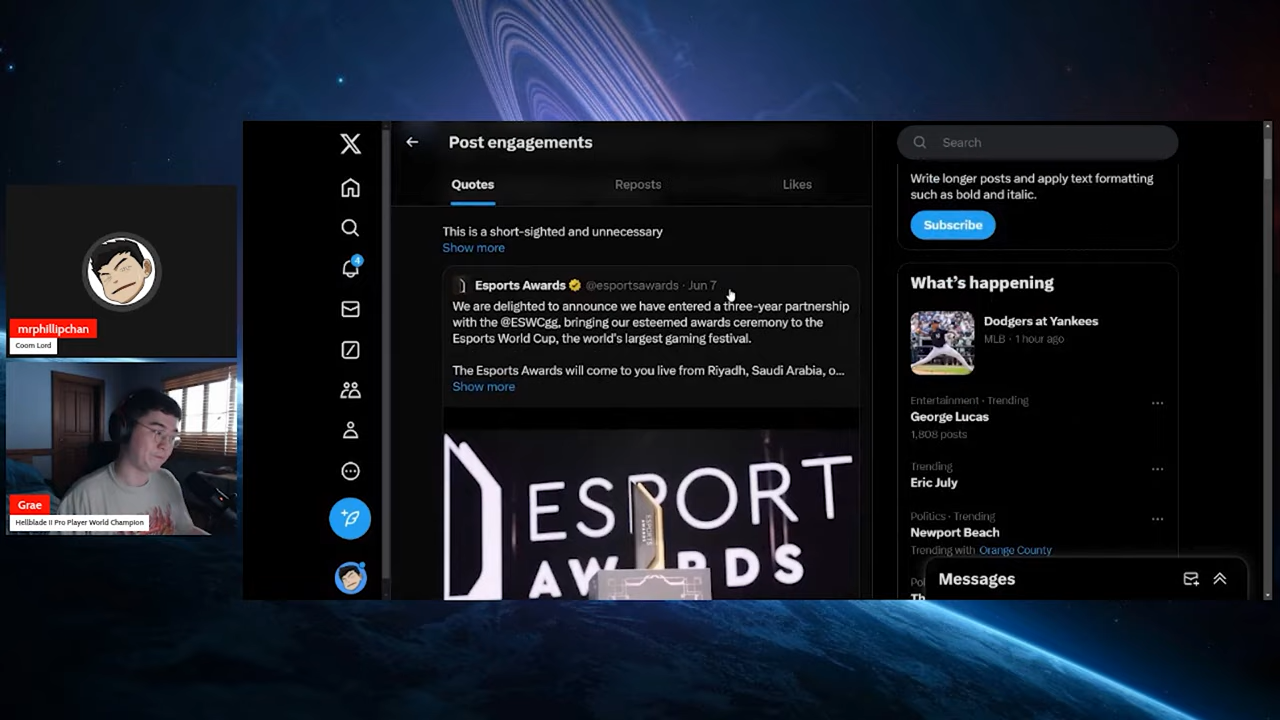 mrphillipchan
Coom Lord
Grae
Hellblade II Pro Player World Champion
X
4
Post engagements
Quotes
Reposts
Likes
This is a short-sighted and unnecessary
Show more
Esports Awards @esportsawards · Jun 7
We are delighted to announce we have entered a three-year partnership
with the @ESWCgg, bringing our esteemed awards ceremony to the
Esports World Cup, the world's largest gaming festival.
The Esports Awards will come to you live from Riyadh, Saudi Arabia, o...
Show more
ESPORT
AWARDS
Search
Write longer posts and apply text formatting
such as bold and italic.
Subscribe
What's happening
Dodgers at Yankees
MLB · 1 hour ago
Entertainment · Trending
George Lucas
1,808 posts
Trending
Eric July
Politics · Trending
Newport Beach
Trending with Orange County
Messages